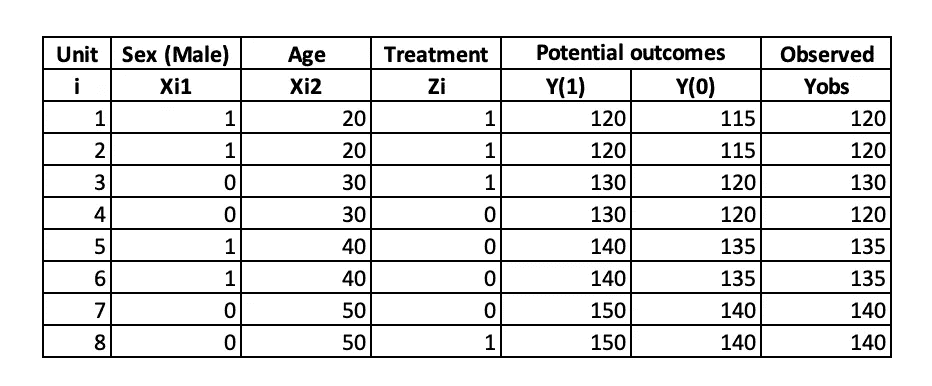 Unit Sex (Male) Age Treatment Potential outcomes Observed
i Xi1 Xi2 Zi Y(1) Y(0) Yobs
1 1 20 1 120 115 120
2 1 20 1 120 115 120
3 0 30 1 130 120 130
4 0 30 0 130 120 120
5 1 40 0 140 135 135
6 1 40 0 140 135 135
7 0 50 0 150 140 140
8 0 50 1 150 140 140